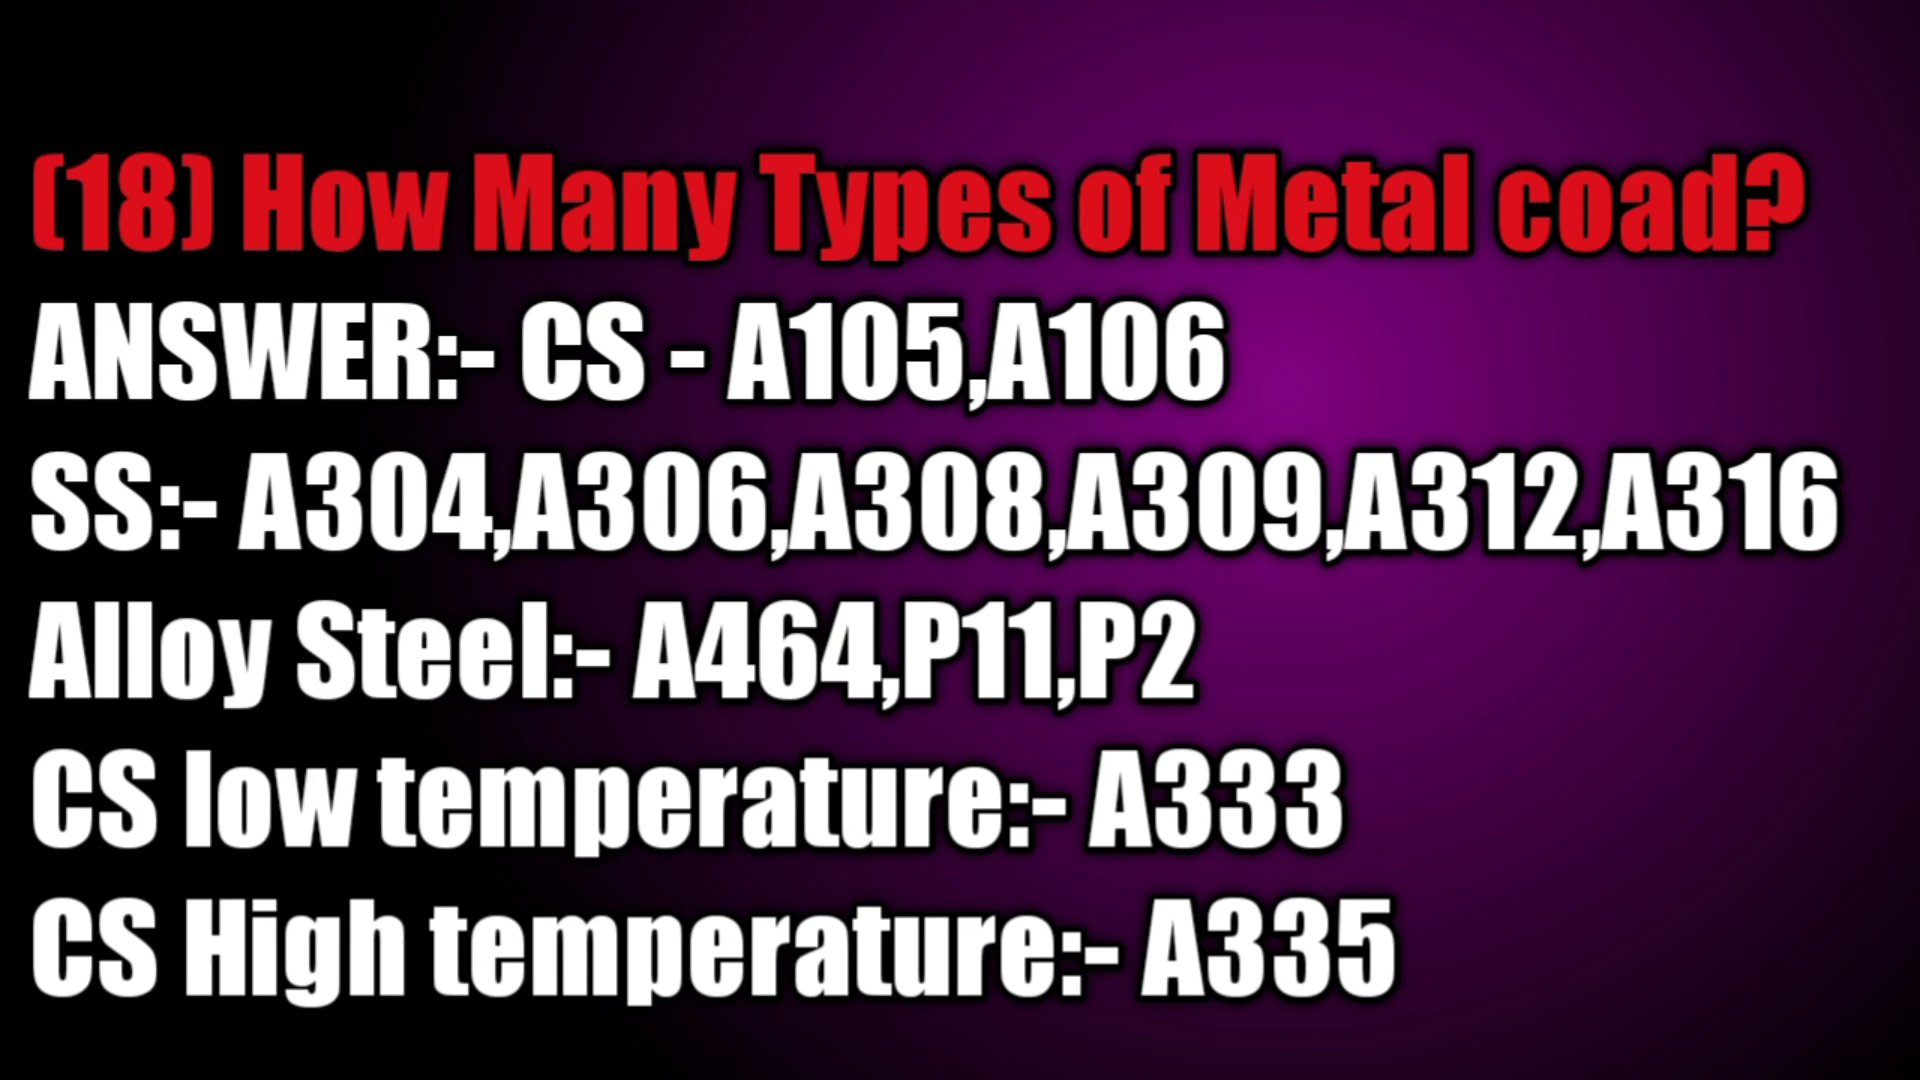 (18) How Many Types of Metal coad?
ANSWER:- CS - A105,A106
SS:- A304,A306,A308,A309,A312,A316
Alloy Steel:- A464,P11,P2
CS low temperature:- A333
CS High temperature:- A335